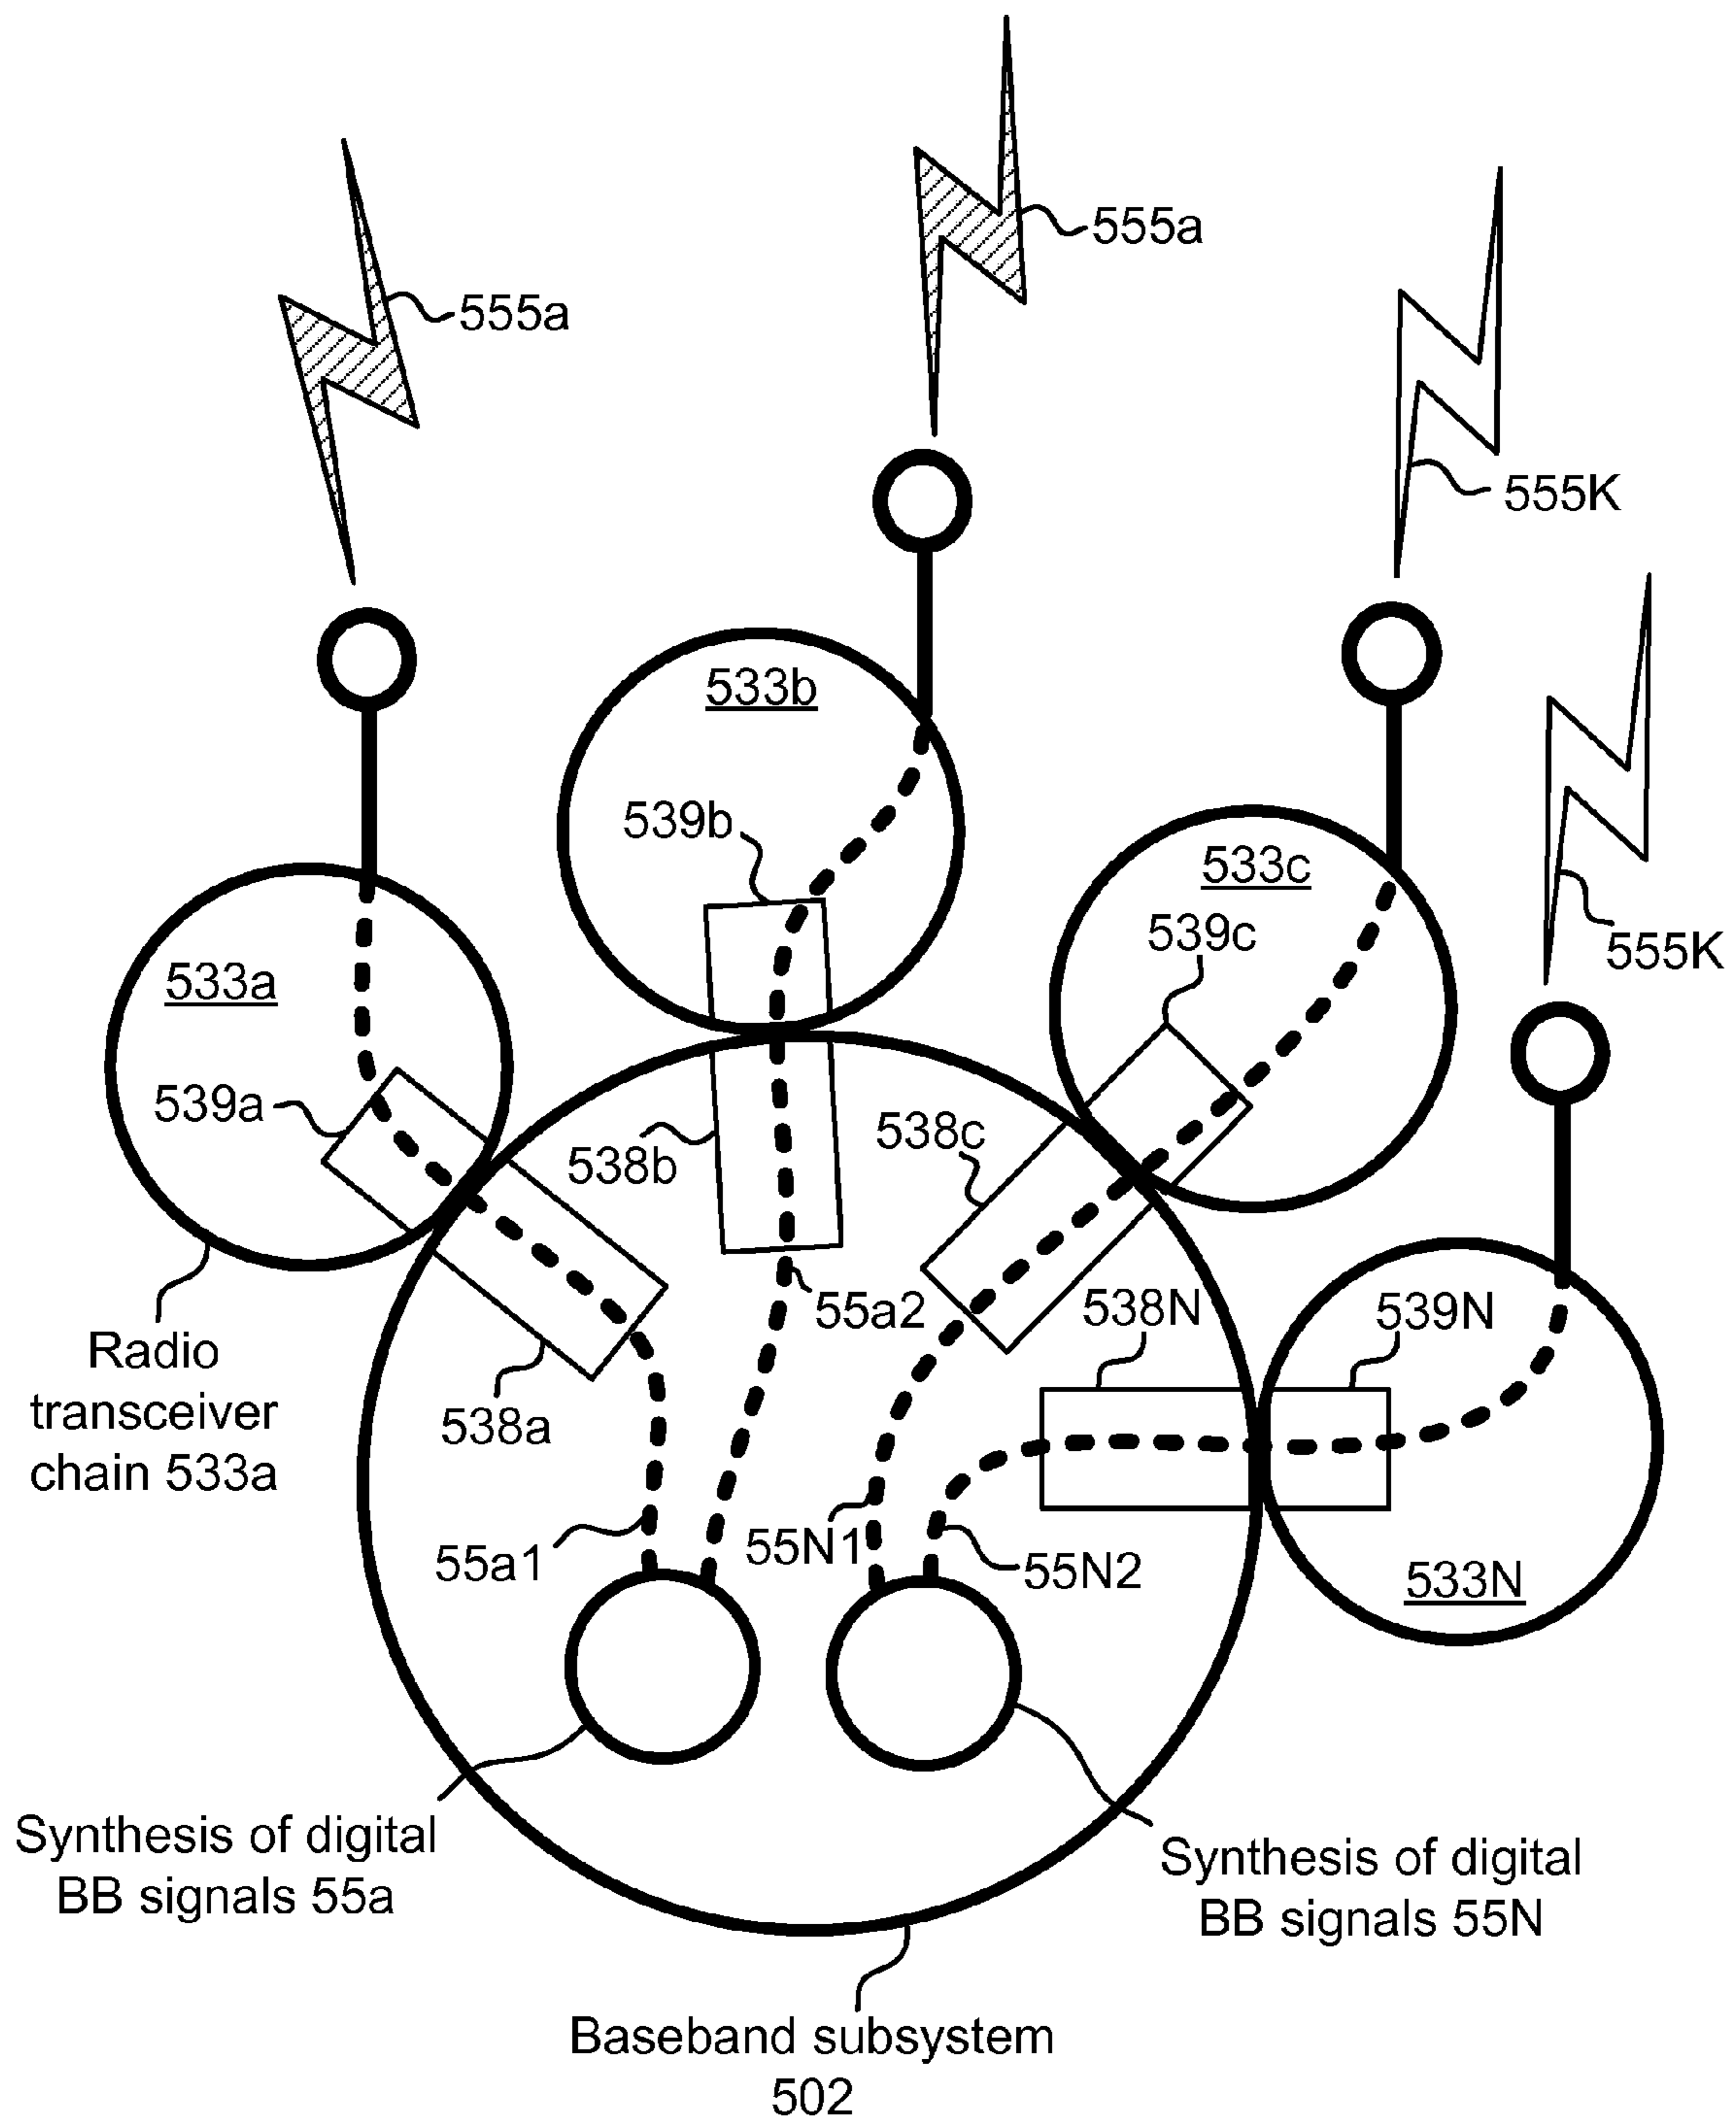 555a
555a
555K
533b
539b
533c
539c
555K
533a
539a
538c
538b
55a2
538N
539N
Radio
transceiver
chain 533a
538a
55N1
55a1
55N2
533N
Synthesis of digital
BB signals 55a
Synthesis of digital
BB signals 55N
Baseband subsystem
502